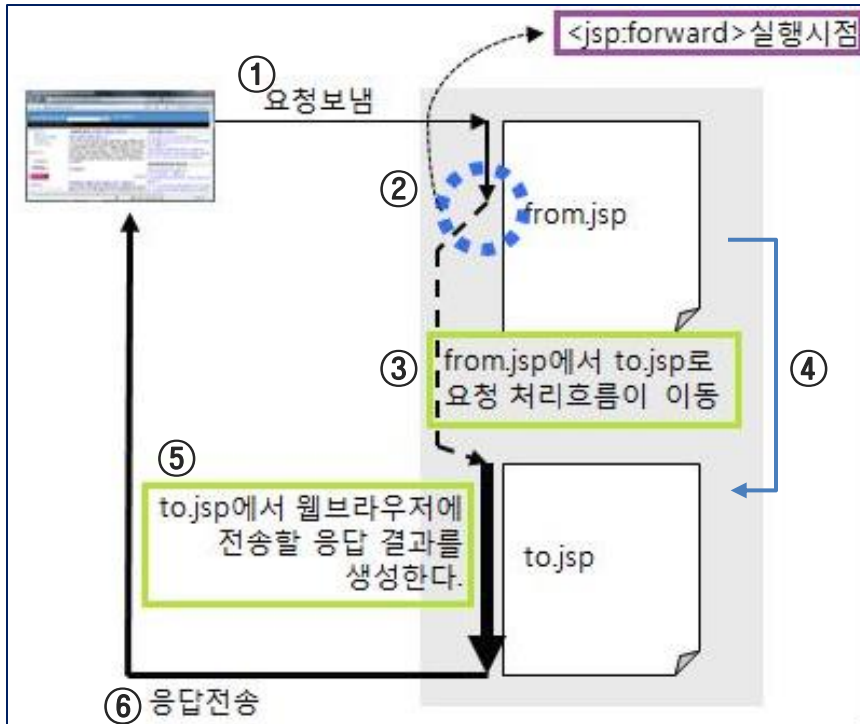 <jsp:forward>실행시점
①
요청보냄
②
from.jsp
③
from.jsp에서 to.jsp로
요청 처리흐름이 이동
④
⑤
to.jsp에서 웹브라우저에
전송할 응답 결과를
생성한다.
to.jsp
⑥ 응답전송